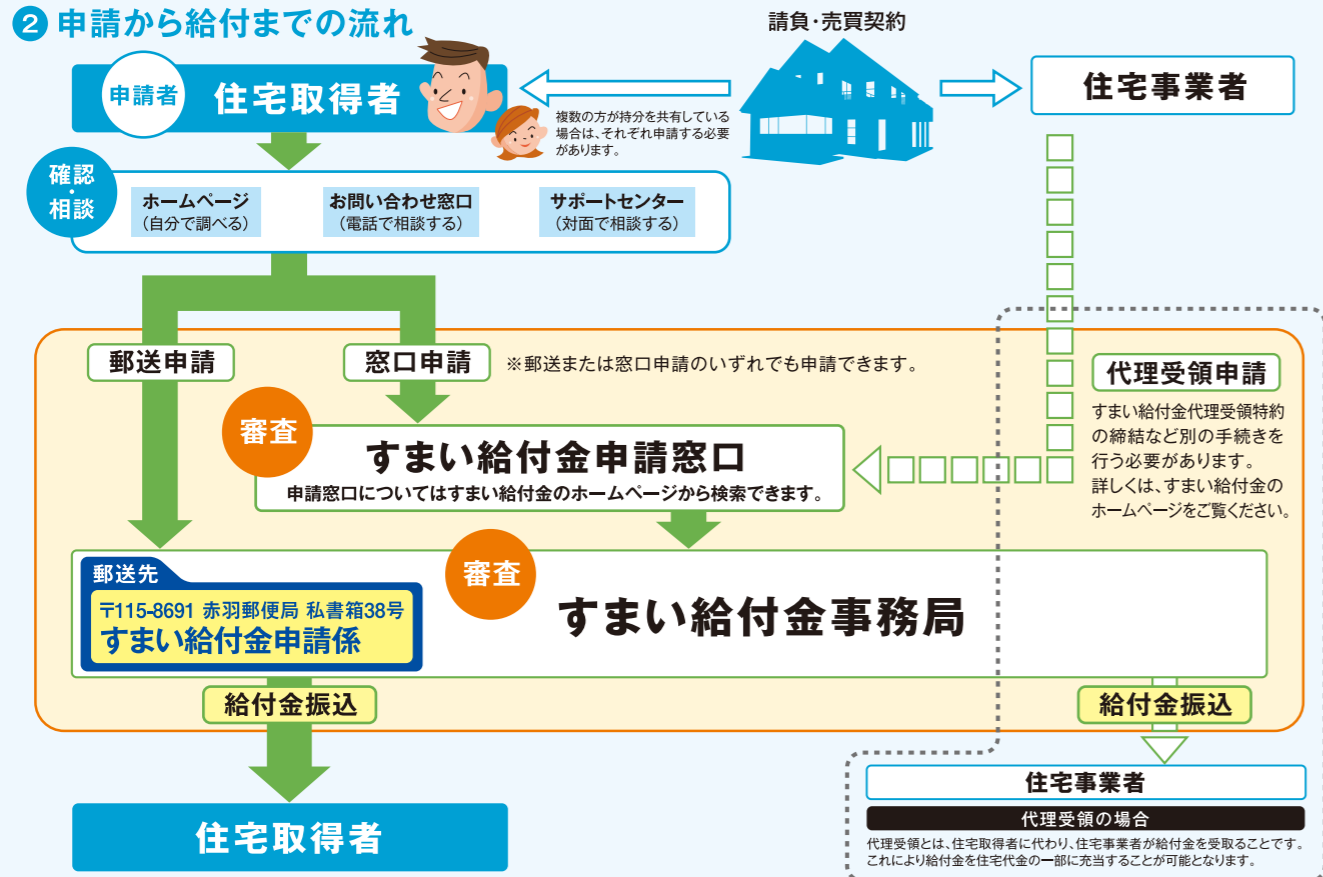 ② 申請から給付までの流れ
請負・売買契約
申請者
住宅取得者
住宅事業者
複数の方が持分を共有している
場合は、それぞれ申請する必要
があります。
確認
・
相談
ホームページ
（自分で調べる）
お問い合わせ窓口
（電話で相談する）
サポートセンター
（対面で相談する）
郵送申請
窓口申請
※郵送または窓口申請のいずれでも申請できます。
代理受領申請
すまい給付金代理受領特約
の締結など別の手続きを
行う必要があります。
詳しくは、すまい給付金の
ホームページをご覧ください。
審査
すまい給付金申請窓口
申請窓口についてはすまい給付金のホームページから検索できます。
審査
すまい給付金事務局
郵送先
〒115-8691 赤羽郵便局 私書箱38号
すまい給付金申請係
給付金振込
給付金振込
住宅取得者
住宅事業者
代理受領の場合
代理受領とは、住宅取得者に代わり、住宅事業者が給付金を受取ることです。
これにより給付金を住宅代金の一部に充当することが可能となります。